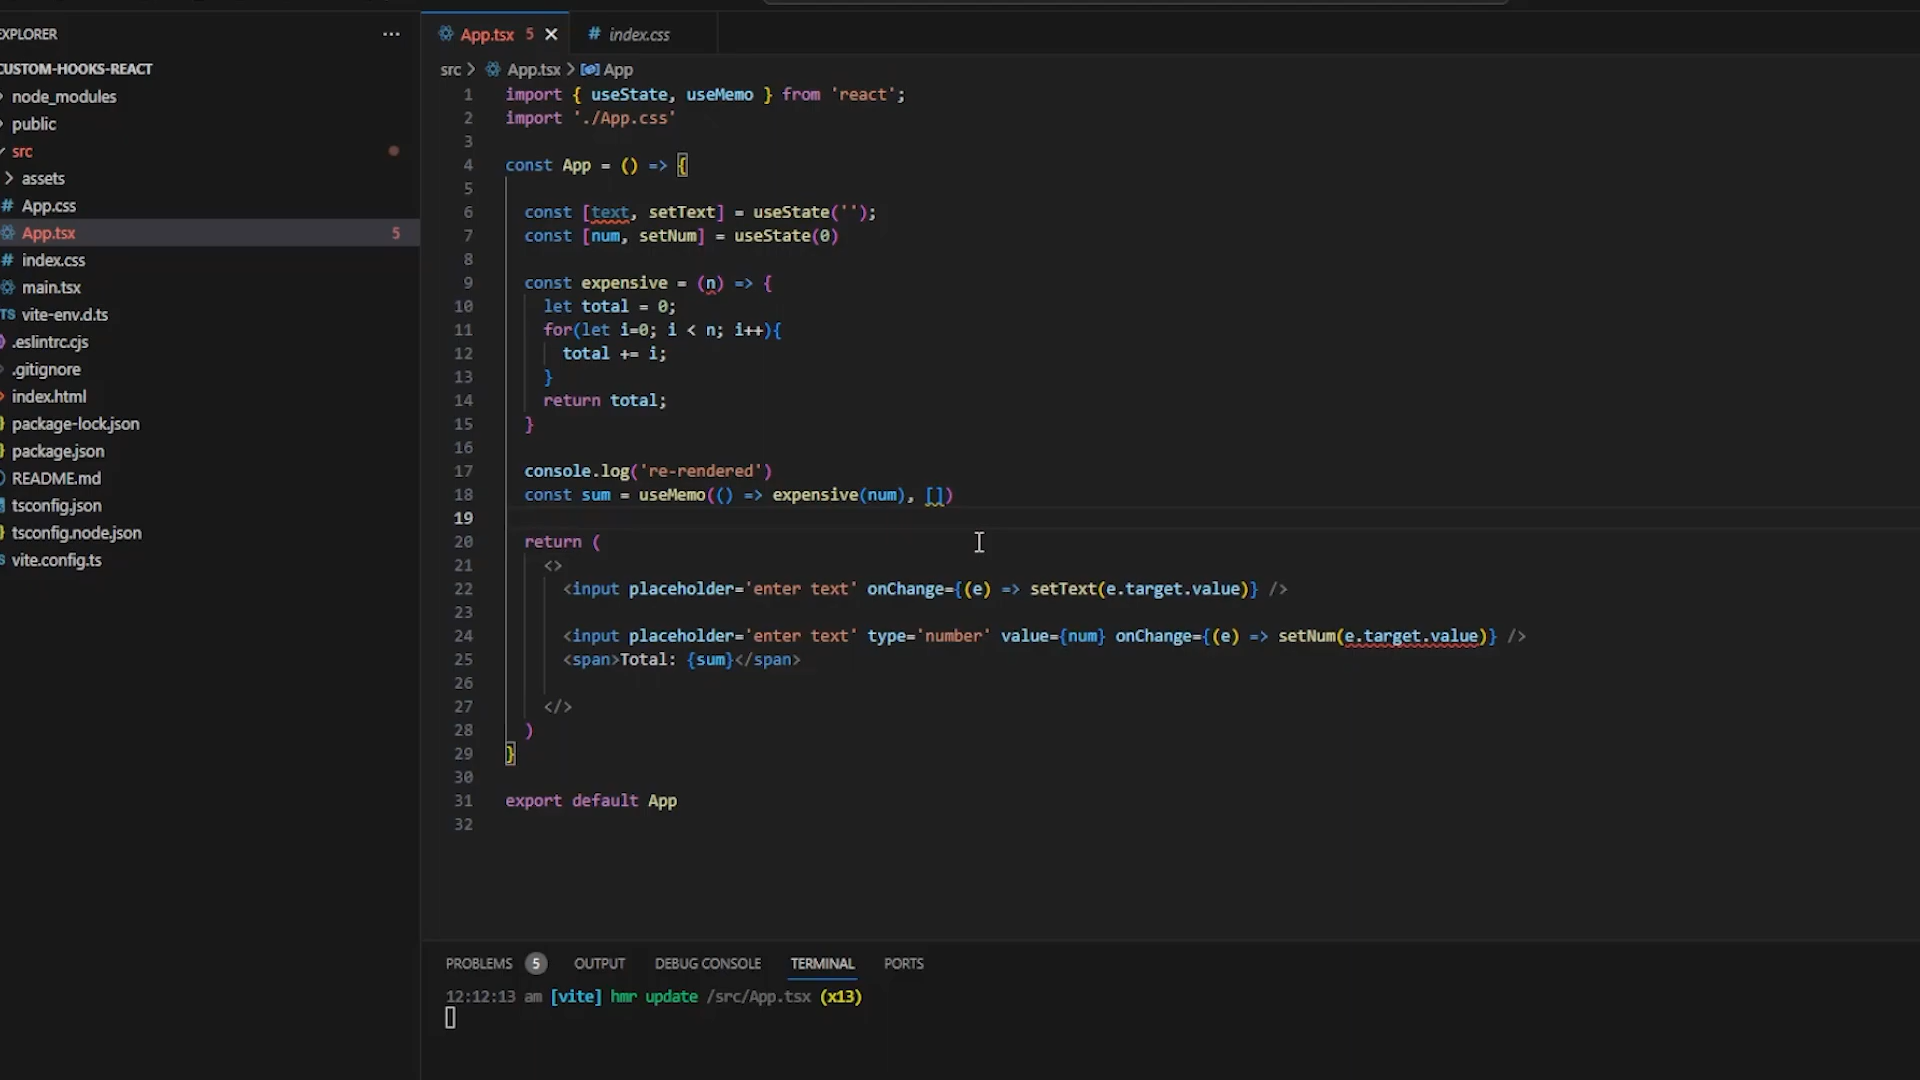 EXPLORER
CUSTOM-HOOKS-REACT
node_modules
public
src
assets
# App.css
App.tsx 5
# index.css
main.tsx
TS vite-env.d.ts
.eslintrc.cjs
.gitignore
index.html
package-lock.json
package.json
README.md
tsconfig.json
tsconfig.node.json
vite.config.ts
App.tsx 5
# index.css
src > App.tsx > App
1 import { useState, useMemo } from 'react';
2 import './App.css'
3
4 const App = () => {
5
6 const [text, setText] = useState('');
7 const [num, setNum] = useState(0)
8
9 const expensive = (n) => {
10 let total = 0;
11 for(let i=0; i < n; i++){
12 total += i;
13 }
14 return total;
15 }
16
17 console.log('re-rendered')
18 const sum = useMemo(() => expensive(num), [])
19
20 return (
21 <>
22 <input placeholder='enter text' onChange={(e) => setText(e.target.value)} />
23
24 <input placeholder='enter text' type='number' value={num} onChange={(e) => setNum(e.target.value)} />
25 <span>Total: {sum}</span>
26
27 </>
28 )
29 }
30
31 export default App
32
PROBLEMS 5 OUTPUT DEBUG CONSOLE TERMINAL PORTS
12:12:13 am [vite] hmr update /src/App.tsx (x13)